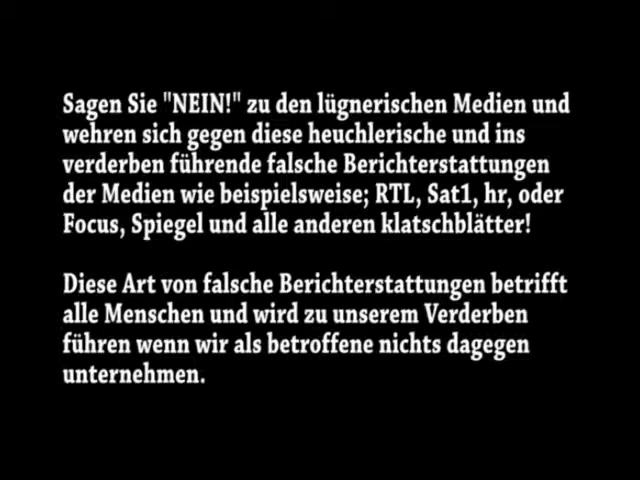 Sagen Sie "NEIN!" zu den lügnerischen Medien und
wehren sich gegen diese heuchlerische und ins
verderben führende falsche Berichterstattungen
der Medien wie beispielsweise; RTL, Sat1, hr, oder
Focus, Spiegel und alle anderen klatschblätter!
Diese Art von falsche Berichterstattungen betrifft
alle Menschen und wird zu unserem Verderben
führen wenn wir als betroffene nichts dagegen
unternehmen.